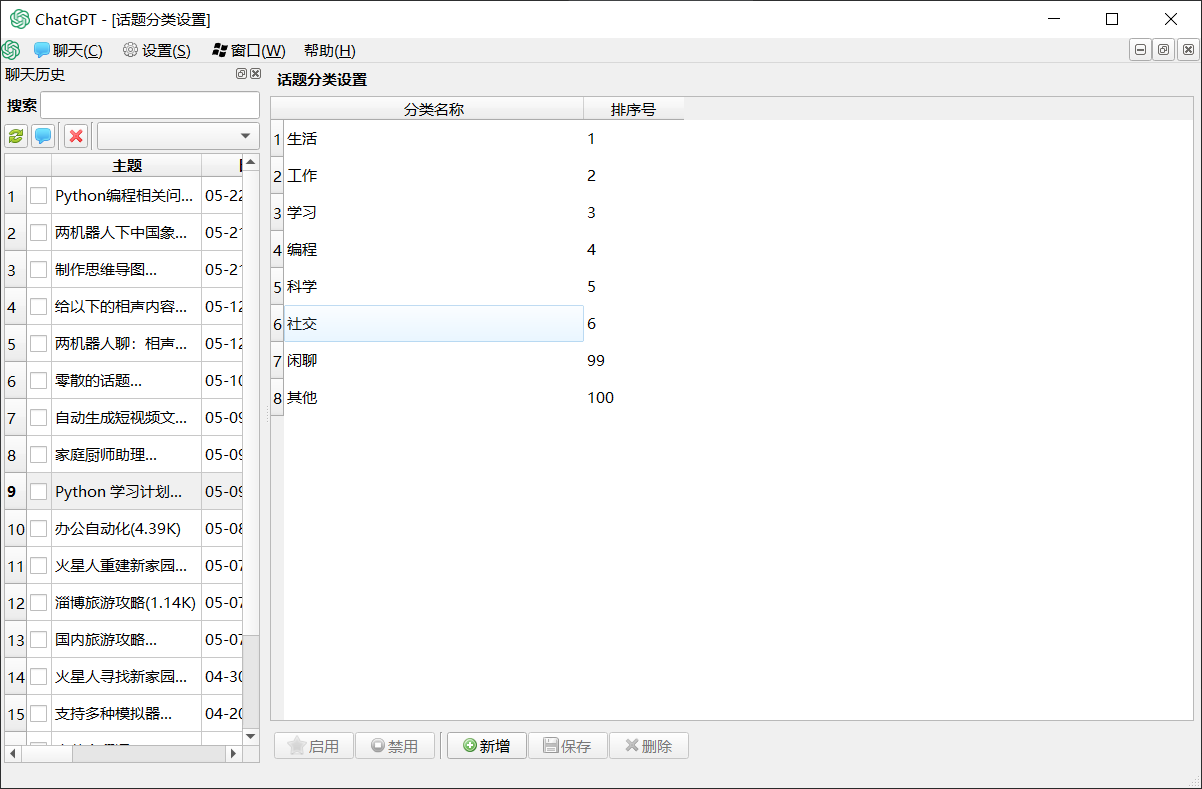 ChatGPT - [话题分类设置]
聊天(C) 设置(S) 窗口(W) 帮助(H)
聊天历史
搜索
主题
1 Python编程相关问... 05-22
2 两机器人下中国象... 05-21
3 制作思维导图... 05-21
4 给以下的相声内容... 05-12
5 两机器人聊：相声... 05-12
6 零散的话题... 05-10
7 自动生成短视频文... 05-09
8 家庭厨师助理... 05-09
9 Python 学习计划... 05-09
10 办公自动化(4.39K) 05-08
11 火星人重建新家园... 05-07
12 淄博旅游攻略(1.14K) 05-07
13 国内旅游攻略... 05-07
14 火星人寻找新家园... 04-30
15 支持多种模拟器... 04-20
话题分类设置
分类名称 排序号
1 生活 1
2 工作 2
3 学习 3
4 编程 4
5 科学 5
6 社交 6
7 闲聊 99
8 其他 100
启用 禁用 新增 保存 删除